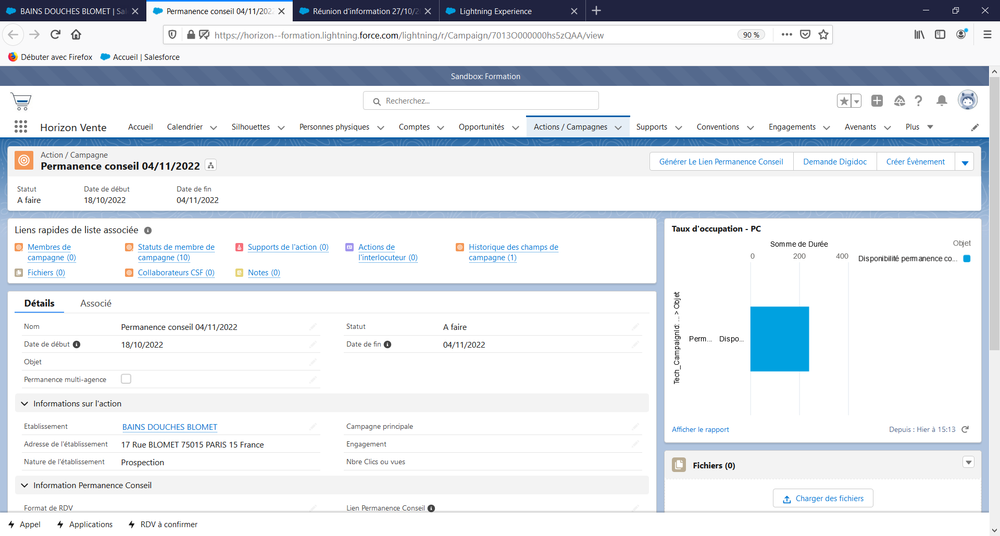 BAINS DOUCHES BLOMET | Sal
Permanence conseil 04/11/2022
Réunion d'information 27/10/2
Lightning Experience
https://horizon--formation.lightning.force.com/lightning/r/Campaign/7013O000000hs5zQAA/view
90 %
Débuter avec Firefox
Accueil | Salesforce
Sandbox: Formation
Recherchez...
Horizon Vente
Accueil
Calendrier
Silhouettes
Personnes physiques
Comptes
Opportunités
Actions / Campagnes
Supports
Conventions
Engagements
Avenants
Plus
Action / Campagne
Permanence conseil 04/11/2022
Générer Le Lien Permanence Conseil
Demande Digidoc
Créer Évènement
Statut
Date de début
Date de fin
A faire
18/10/2022
04/11/2022
Liens rapides de liste associée
Membres de
campagne (0)
Statuts de membre de
campagne (10)
Supports de l'action (0)
Actions de
l'interlocuteur (0)
Historique des champs de
campagne (1)
Fichiers (0)
Collaborateurs CSF (0)
Notes (0)
Détails
Associé
Nom
Permanence conseil 04/11/2022
Statut
A faire
Date de début
18/10/2022
Date de fin
04/11/2022
Objet
Permanence multi-agence
Informations sur l'action
Etablissement
BAINS DOUCHES BLOMET
Campagne principale
Adresse de l'établissement
17 Rue BLOMET 75015 PARIS 15 France
Engagement
Nature de l'établissement
Prospection
Nbre Clics ou vues
Information Permanence Conseil
Format de RDV
Lien Permanence Conseil
Taux d'occupation - PC
Somme de Durée
Objet
0
200
400
Disponibilité permanence co...
Tech_CampaignId: ... > Objet
Perm...
Dispo...
Afficher le rapport
Depuis : Hier à 15:13
Fichiers (0)
Charger des fichiers
Appel
Applications
RDV à confirmer